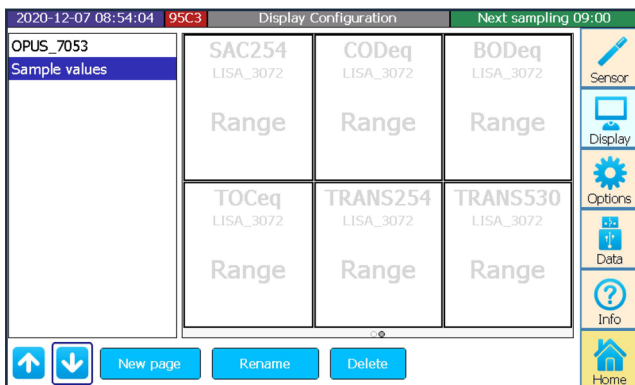 2020-12-07 08:54:04 95C3 Display Configuration Next sampling 09:00
OPUS_7053
Sample values
SAC254 CODeq BODeq
LISA_3072 LISA_3072 LISA_3072
Range Range Range
TOCeq TRANS254 TRANS530
LISA_3072 LISA_3072 LISA_3072
Range Range Range
Sensor
Display
Options
Data
Info
Home
New page Rename Delete